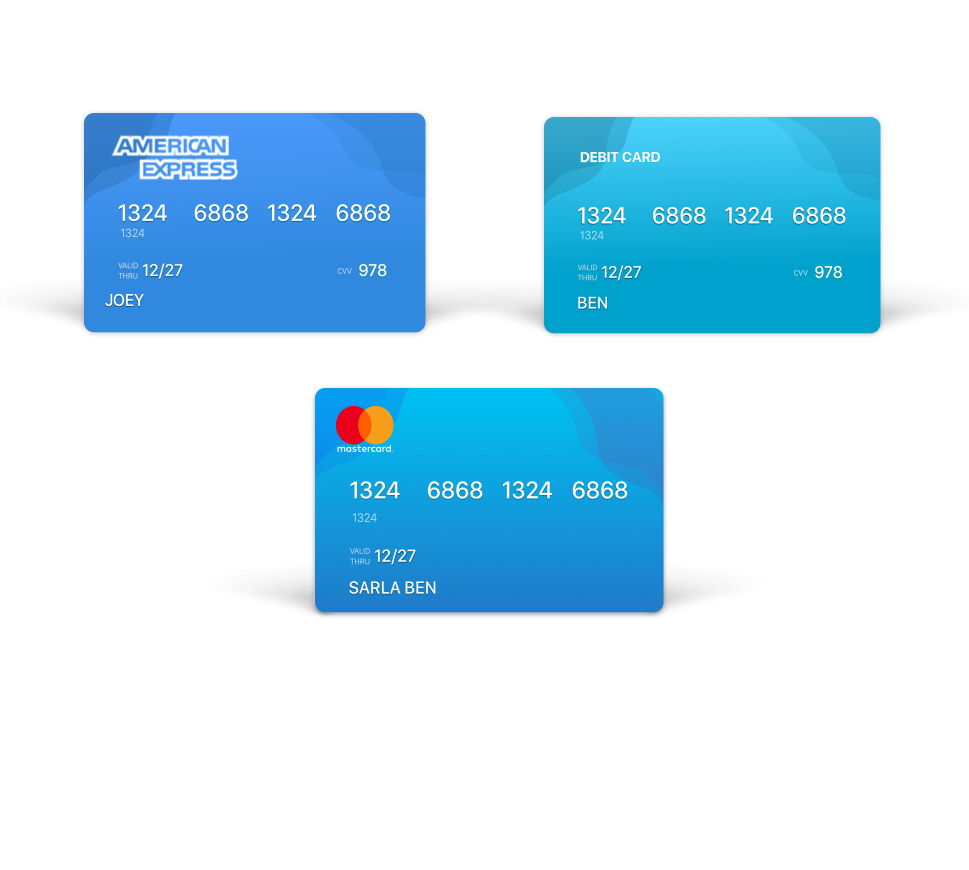 AMERICAN
EXPRESS
1324 6868 1324 6868
1324
VALID
THRU 12/27
CVV 978
JOEY
DEBIT CARD
1324 6868 1324 6868
1324
VALID
THRU 12/27
CVV 978
BEN
mastercard.
1324 6868 1324 6868
1324
VALID
THRU 12/27
SARLA BEN